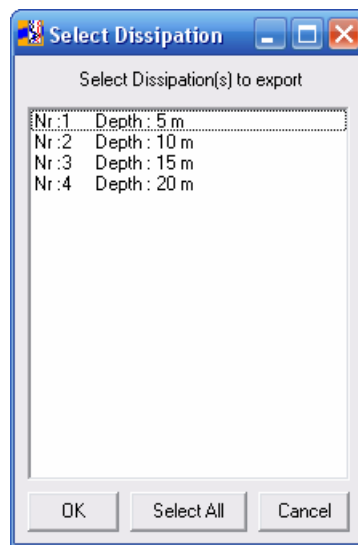 Select Dissipation
Select Dissipation(s) to export
Nr :1 Depth : 5 m
Nr :2 Depth : 10 m
Nr :3 Depth : 15 m
Nr :4 Depth : 20 m
OK Select All Cancel